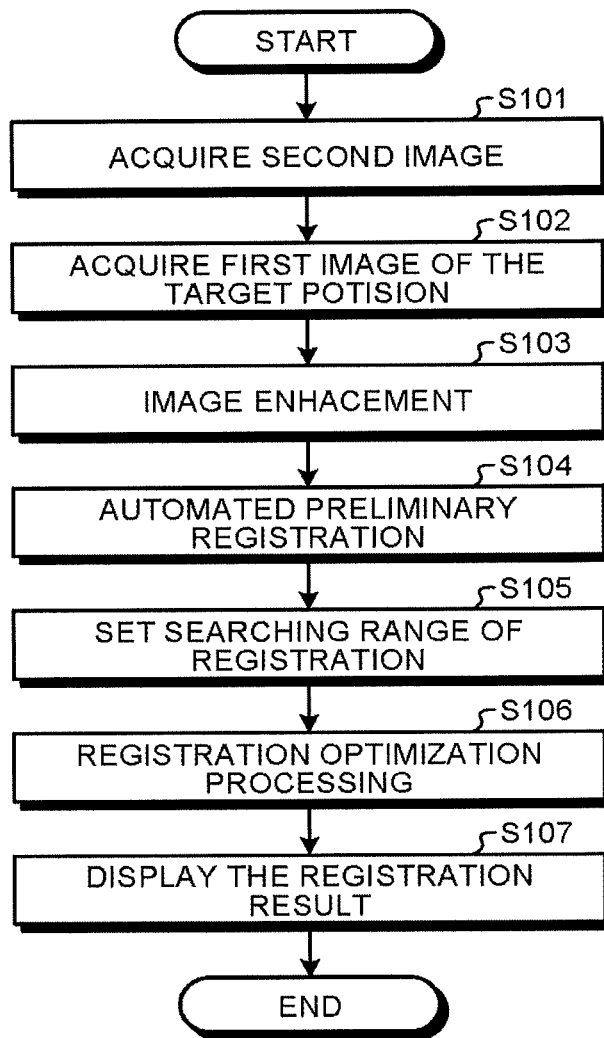 START
S101
ACQUIRE SECOND IMAGE
S102
ACQUIRE FIRST IMAGE OF THE
TARGET POTISION
S103
IMAGE ENHACEMENT
S104
AUTOMATED PRELIMINARY
REGISTRATION
S105
SET SEARCHING RANGE OF
REGISTRATION
S106
REGISTRATION OPTIMIZATION
PROCESSING
S107
DISPLAY THE REGISTRATION
RESULT
END